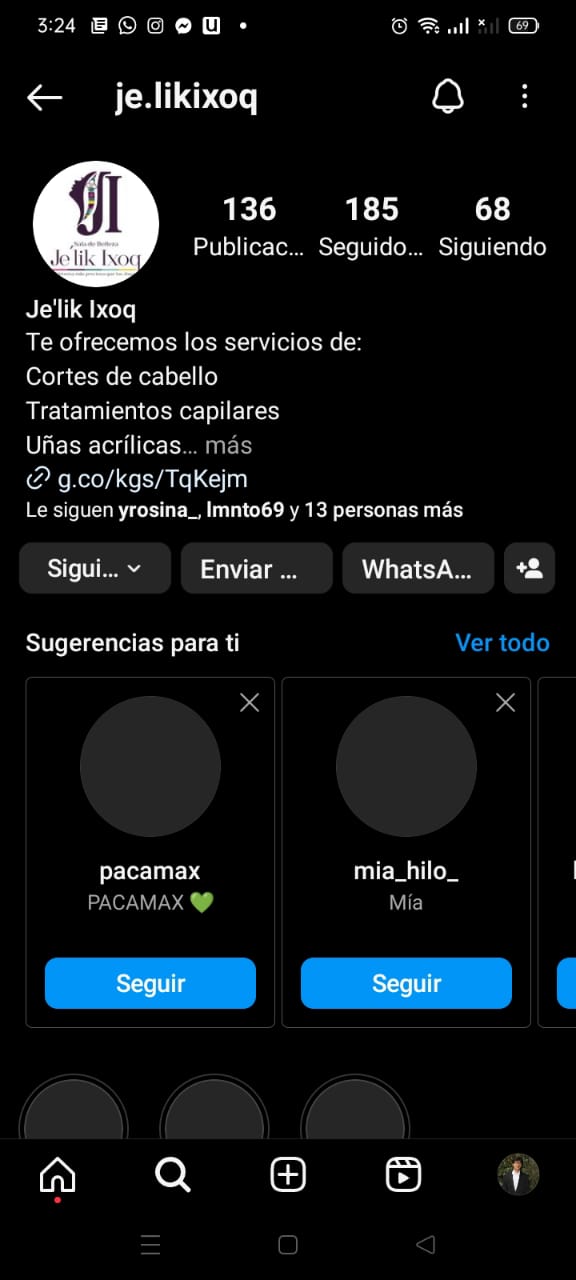 3:24
69
je.likixoq
JI
Sala de Belleza
Je'lik Ixoq
136
185
68
Publicac...
Seguido...
Siguiendo
Je'lik Ixoq
Te ofrecemos los servicios de:
Cortes de cabello
Tratamientos capilares
Uñas acrílicas... más
g.co/kgs/TqKejm
Le siguen yrosina_, lmnto69 y 13 personas más
Sigui...
Enviar ...
WhatsA...
Sugerencias para ti
Ver todo
pacamax
mia_hilo_
PACAMAX 💚
Mía
Seguir
Seguir